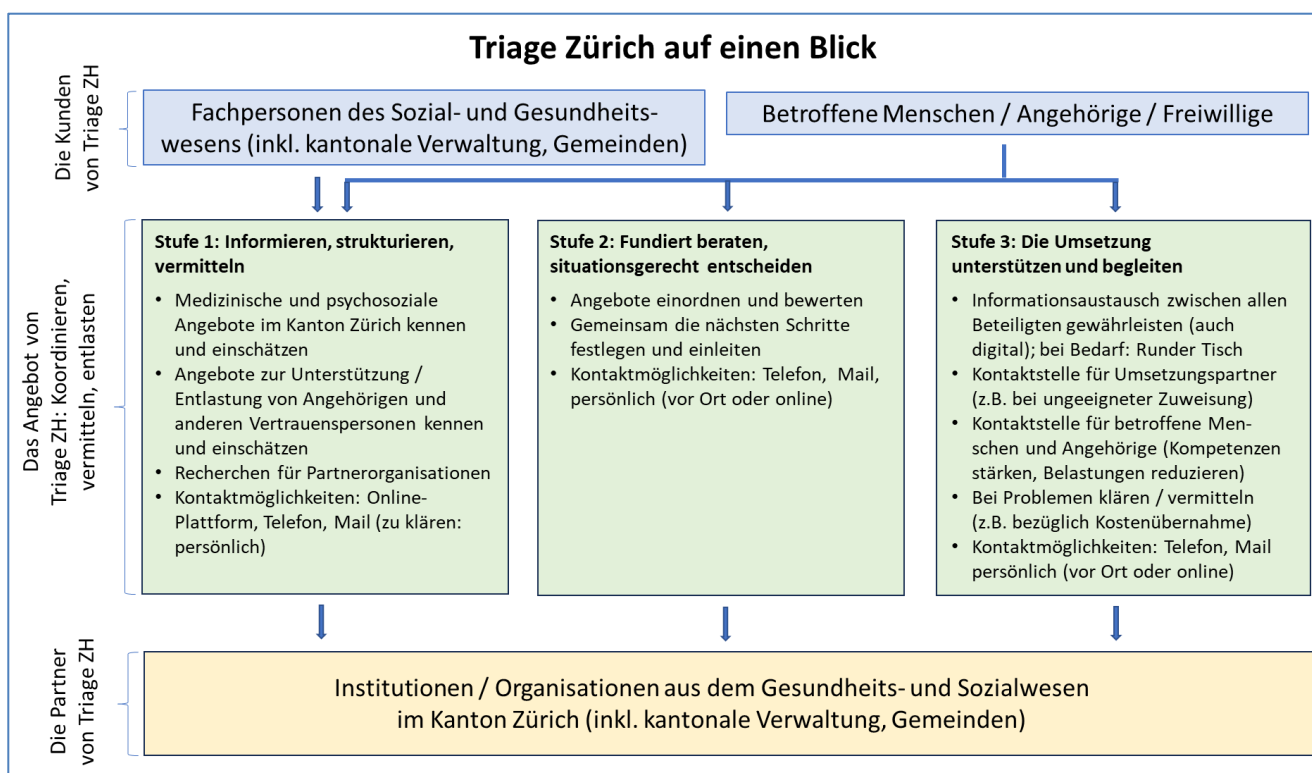 Triage Zürich auf einen Blick
Die Kunden
von Triage ZH
Fachpersonen des Sozial- und Gesundheits-
wesens (inkl. kantonale Verwaltung, Gemeinden)
Betroffene Menschen / Angehörige / Freiwillige
Das Angebot von
Triage ZH: Koordinieren,
vermitteln, entlasten
Stufe 1: Informieren, strukturieren,
vermitteln
• Medizinische und psychosoziale
Angebote im Kanton Zürich kennen
und einschätzen
• Angebote zur Unterstützung /
Entlastung von Angehörigen und
anderen Vertrauenspersonen kennen
und einschätzen
• Recherchen für Partnerorganisationen
• Kontaktmöglichkeiten: Online-
Plattform, Telefon, Mail (zu klären:
persönlich)
Stufe 2: Fundiert beraten,
situationsgerecht entscheiden
• Angebote einordnen und bewerten
• Gemeinsam die nächsten Schritte
festlegen und einleiten
• Kontaktmöglichkeiten: Telefon, Mail,
persönlich (vor Ort oder online)
Stufe 3: Die Umsetzung
unterstützen und begleiten
• Informationsaustausch zwischen allen
Beteiligten gewährleisten (auch
digital); bei Bedarf: Runder Tisch
• Kontaktstelle für Umsetzungspartner
(z.B. bei ungeeigneter Zuweisung)
• Kontaktstelle für betroffene Men-
schen und Angehörige (Kompetenzen
stärken, Belastungen reduzieren)
• Bei Problemen klären / vermitteln
(z.B. bezüglich Kostenübernahme)
• Kontaktmöglichkeiten: Telefon, Mail
persönlich (vor Ort oder online)
Die Partner
von Triage ZH
Institutionen / Organisationen aus dem Gesundheits- und Sozialwesen
im Kanton Zürich (inkl. kantonale Verwaltung, Gemeinden)